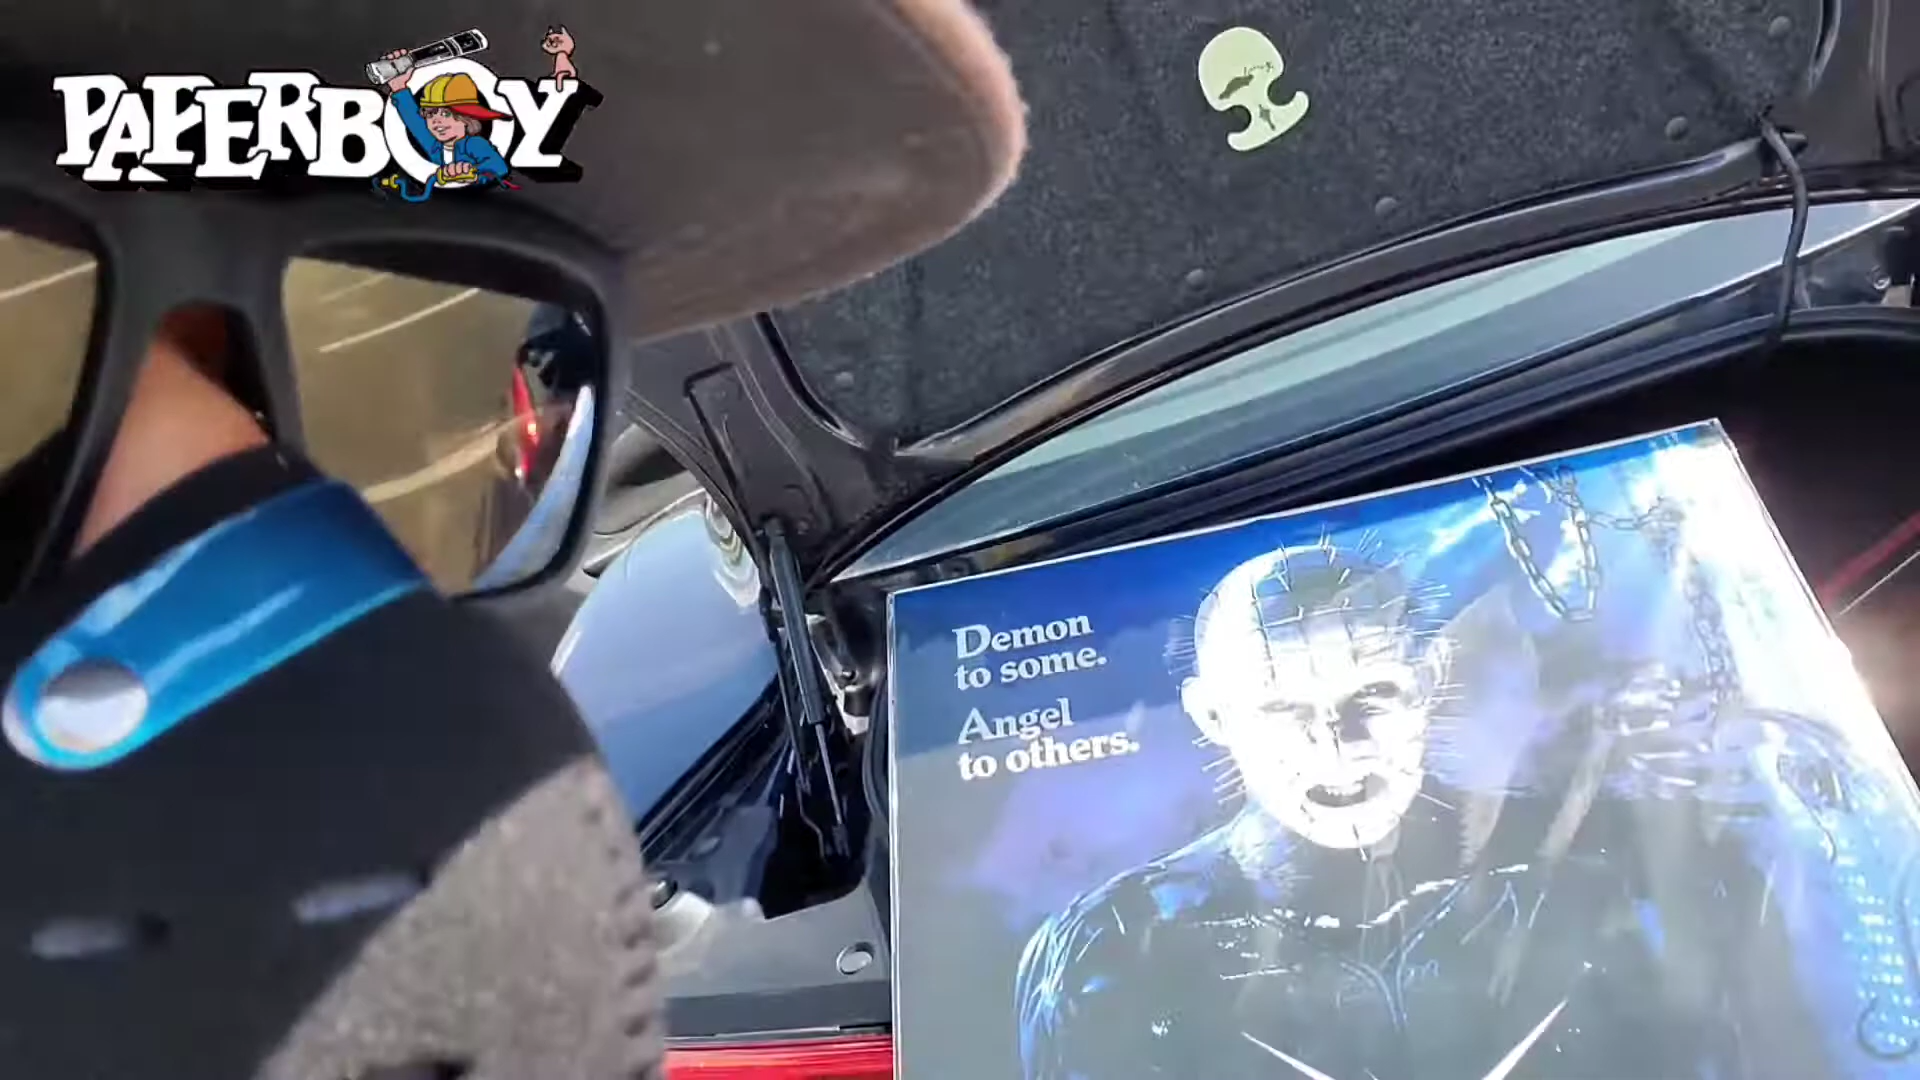 PAPERBOY
Demon
to some.
Angel
to others.